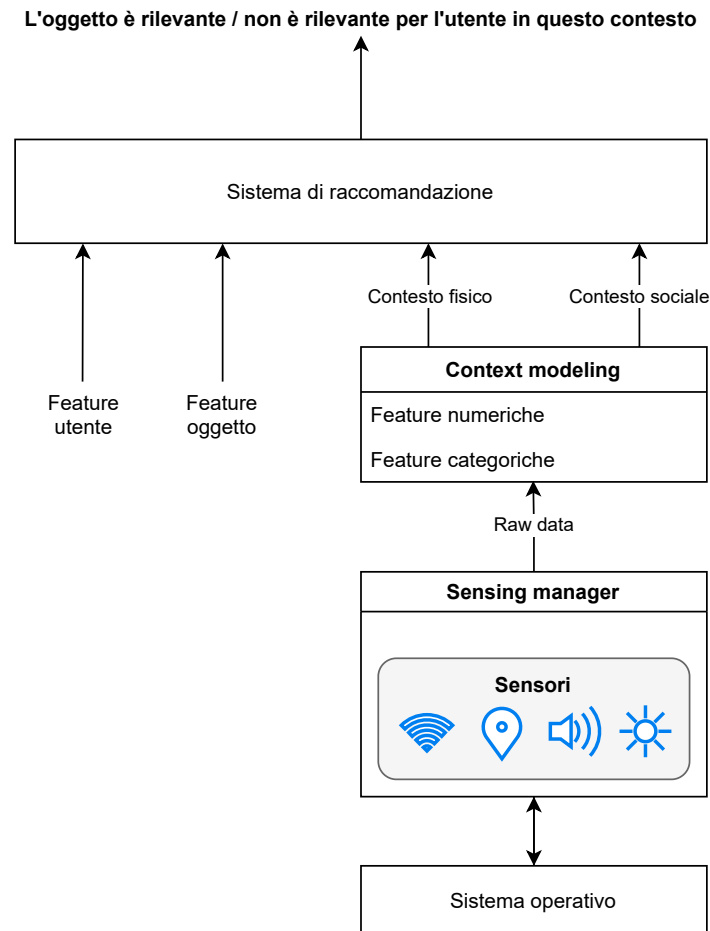 L'oggetto è rilevante / non è rilevante per l'utente in questo contesto
Sistema di raccomandazione
Contesto fisico
Contesto sociale
Feature
utente
Feature
oggetto
Context modeling
Feature numeriche
Feature categoriche
Raw data
Sensing manager
Sensori
Sistema operativo